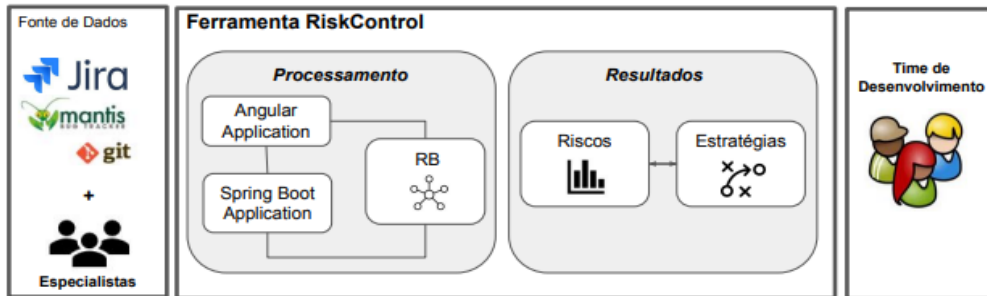 Fonte de Dados
Jira
mantis
BUG TRACKER
git
+
Especialistas
Ferramenta RiskControl
Processamento
Angular
Application
Spring Boot
Application
RB
Resultados
Riscos
Estratégias
Time de
Desenvolvimento